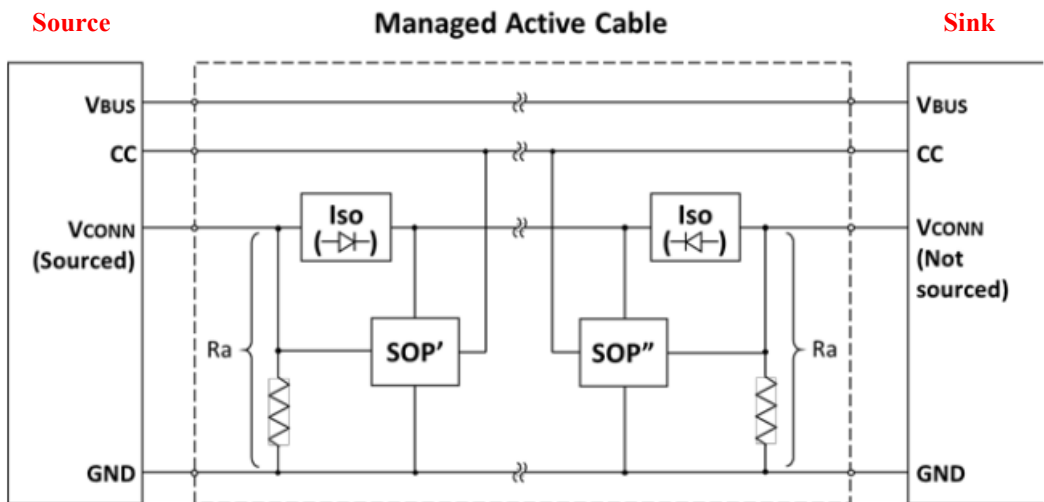 Source
Managed Active Cable
Sink
VBUS
VBUS
CC
CC
Iso
Iso
VCONN
(Sourced)
VCONN
(Not
sourced)
Ra
SOP'
SOP"
Ra
GND
GND